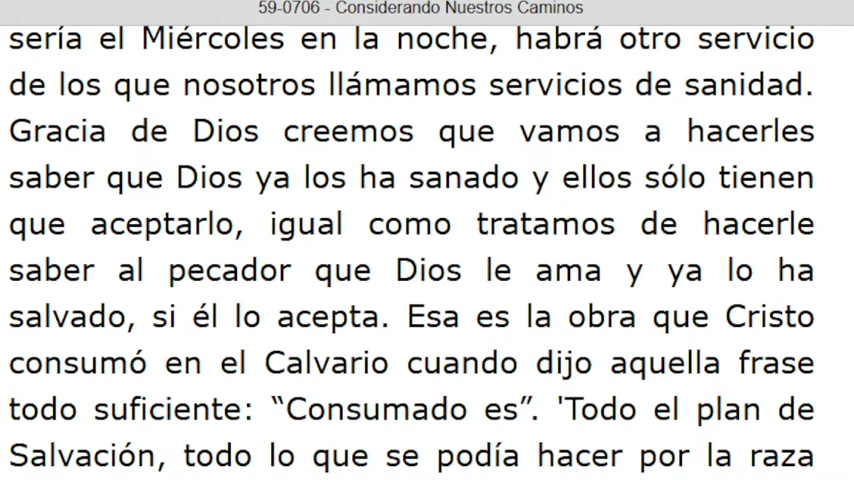 59-0706 - Considerando Nuestros Caminos
sería el Miércoles en la noche, habrá otro servicio
de los que nosotros llámamos servicios de sanidad.
Gracia de Dios creemos que vamos a hacerles
saber que Dios ya los ha sanado y ellos sólo tienen
que aceptarlo, igual como tratamos de hacerle
saber al pecador que Dios le ama y ya lo ha
salvado, si él lo acepta. Esa es la obra que Cristo
consumó en el Calvario cuando dijo aquella frase
todo suficiente: “Consumado es”. 'Todo el plan de
Salvación, todo lo que se podía hacer por la raza